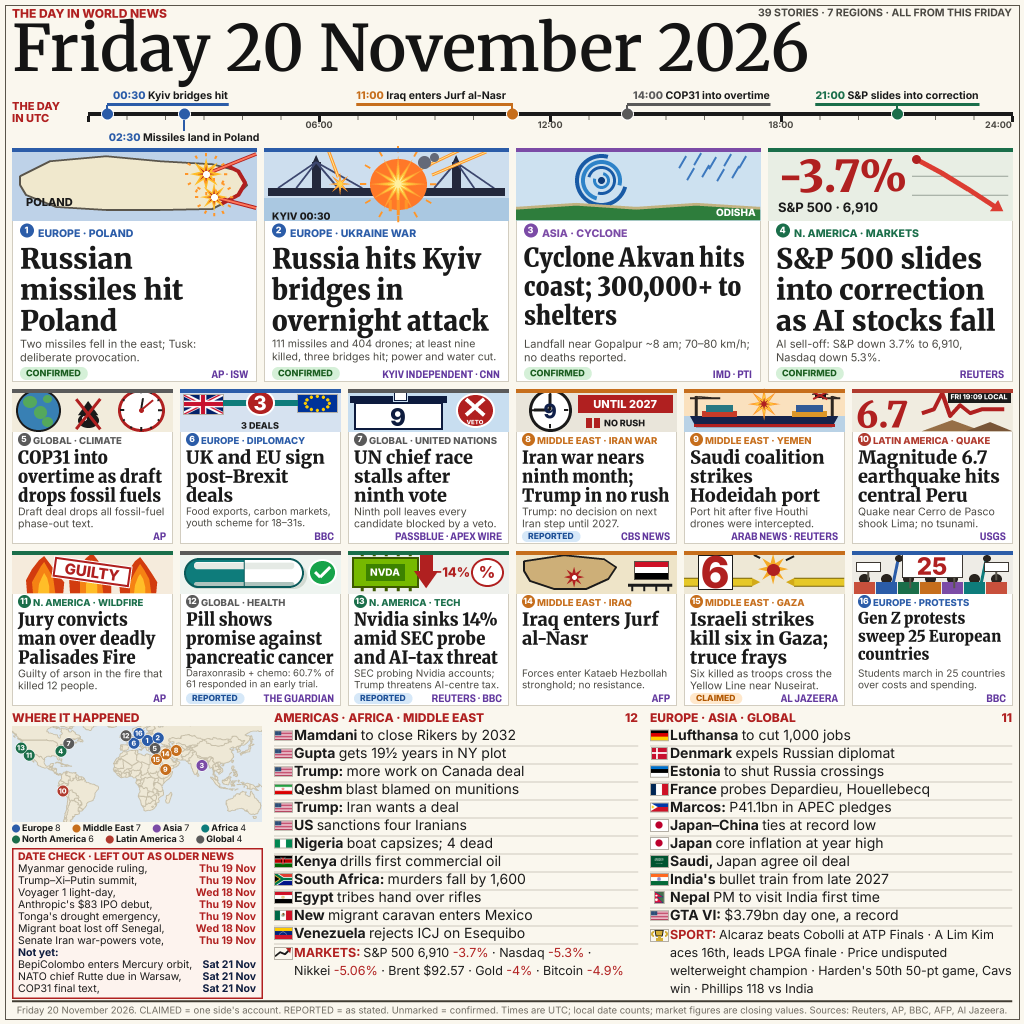 THE DAY IN WORLD NEWS
39 STORIES · 7 REGIONS · ALL FROM THIS FRIDAY
Friday 20 November 2026
THE DAY
IN UTC
00:30 Kyiv bridges hit
11:00 Iraq enters Jurf al-Nasr
14:00 COP31 into overtime
21:00 S&P slides into correction
02:30 Missiles land in Poland
06:00
12:00
18:00
24:00
POLAND
1 EUROPE · POLAND
Russian
missiles hit
Poland
Two missiles fell in the east; Tusk:
deliberate provocation.
CONFIRMED
AP · ISW
KYIV 00:30
2 EUROPE · UKRAINE WAR
Russia hits Kyiv
bridges in
overnight attack
111 missiles and 404 drones; at least nine
killed, three bridges hit; power and water cut.
CONFIRMED
KYIV INDEPENDENT · CNN
ODISHA
3 ASIA · CYCLONE
Cyclone Akvan hits
coast; 300,000+ to
shelters
Landfall near Gopalpur ~8 am; 70–80 km/h;
no deaths reported.
CONFIRMED
IMD · PTI
-3.7%
S&P 500 · 6,910
4 N. AMERICA · MARKETS
S&P 500 slides
into correction
as AI stocks fall
AI sell-off: S&P down 3.7% to 6,910,
Nasdaq down 5.3%.
CONFIRMED
REUTERS
5 GLOBAL · CLIMATE
COP31 into
overtime as draft
drops fossil fuels
Draft deal drops all fossil-fuel
phase-out text.
AP
3
3 DEALS
6 EUROPE · DIPLOMACY
UK and EU sign
post-Brexit
deals
Food exports, carbon markets,
youth scheme for 18–31s.
BBC
9
VETO
7 GLOBAL · UNITED NATIONS
UN chief race
stalls after
ninth vote
Ninth poll leaves every
candidate blocked by a veto.
PASSBLUE · APEX WIRE
9
UNTIL 2027
NO RUSH
8 MIDDLE EAST · IRAN WAR
Iran war nears
ninth month;
Trump in no rush
Trump: no decision on next
Iran step until 2027.
REPORTED
CBS NEWS
9 MIDDLE EAST · YEMEN
Saudi coalition
strikes
Hodeidah port
Port hit after five Houthi
drones were intercepted.
ARAB NEWS · REUTERS
6.7
FRI 19:09 LOCAL
10 LATIN AMERICA · QUAKE
Magnitude 6.7
earthquake hits
central Peru
Quake near Cerro de Pasco
shook Lima; no tsunami.
USGS
GUILTY
11 N. AMERICA · WILDFIRE
Jury convicts
man over deadly
Palisades Fire
Guilty of arson in the fire that
killed 12 people.
AP
12 GLOBAL · HEALTH
Pill shows
promise against
pancreatic cancer
Daraxonrasib + chemo: 60.7% of
61 responded in an early trial.
REPORTED
THE GUARDIAN
NVDA
-14%
%
13 N. AMERICA · TECH
Nvidia sinks 14%
amid SEC probe
and AI-tax threat
SEC probing Nvidia accounts;
Trump threatens AI-centre tax.
REPORTED
REUTERS · BBC
14 MIDDLE EAST · IRAQ
Iraq enters Jurf
al-Nasr
Forces enter Kataeb Hezbollah
stronghold; no resistance.
AFP
6
15 MIDDLE EAST · GAZA
Israeli strikes
kill six in Gaza;
truce frays
Six killed as troops cross the
Yellow Line near Nuseirat.
CLAIMED
AL JAZEERA
25
16 EUROPE · PROTESTS
Gen Z protests
sweep 25 European
countries
Students march in 25 countries
over costs and spending.
BBC
WHERE IT HAPPENED
12
16
6
1
2
5
13
11
4
7
14
8
15
9
3
10
Europe 8
Middle East 7
Asia 7
Africa 4
North America 6
Latin America 3
Global 4
DATE CHECK · LEFT OUT AS OLDER NEWS
Myanmar genocide ruling, Thu 19 Nov
Trump–Xi–Putin summit, Thu 19 Nov
Voyager 1 light-day, Wed 18 Nov
Anthropic's $83 IPO debut, Thu 19 Nov
Tonga's drought emergency, Thu 19 Nov
Migrant boat lost off Senegal, Wed 18 Nov
Senate Iran war-powers vote, Thu 19 Nov
Not yet:
BepiColombo enters Mercury orbit, Sat 21 Nov
NATO chief Rutte due in Warsaw, Sat 21 Nov
COP31 final text, Sat 21 Nov
AMERICAS · AFRICA · MIDDLE EAST 12
Mamdani to close Rikers by 2032
Gupta gets 19½ years in NY plot
Trump: more work on Canada deal
Qeshm blast blamed on munitions
Trump: Iran wants a deal
US sanctions four Iranians
Nigeria boat capsizes; 4 dead
Kenya drills first commercial oil
South Africa: murders fall by 1,600
Egypt tribes hand over rifles
New migrant caravan enters Mexico
Venezuela rejects ICJ on Esequibo
MARKETS: S&P 500 6,910 -3.7% · Nasdaq -5.3% ·
Nikkei -5.06% · Brent $92.57 · Gold -4% · Bitcoin -4.9%
EUROPE · ASIA · GLOBAL 11
Lufthansa to cut 1,000 jobs
Denmark expels Russian diplomat
Estonia to shut Russia crossings
France probes Depardieu, Houellebecq
Marcos: P41.1bn in APEC pledges
Japan–China ties at record low
Japan core inflation at year high
Saudi, Japan agree oil deal
India's bullet train from late 2027
Nepal PM to visit India first time
GTA VI: $3.79bn day one, a record
SPORT: Alcaraz beats Cobolli at ATP Finals · A Lim Kim
aces 16th, leads LPGA finale · Price undisputed
welterweight champion · Harden's 50th 50-pt game, Cavs
win · Phillips 118 vs India
Friday 20 November 2026. CLAIMED = one side's account. REPORTED = as stated. Unmarked = confirmed. Times are UTC; local date counts; market figures are closing values. Sources: Reuters, AP, BBC, AFP, Al Jazeera.